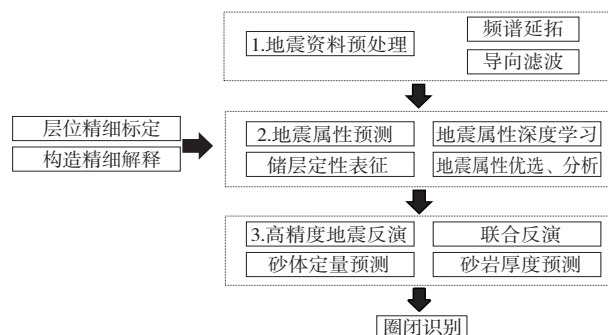 频谱延拓
1.地震资料预处理
导向滤波
层位精细标定
构造精细解释
2.地震属性预测 地震属性深度学习
储层定性表征 地震属性优选、分析
3.高精度地震反演 联合反演
砂体定量预测 砂岩厚度预测
圈闭识别